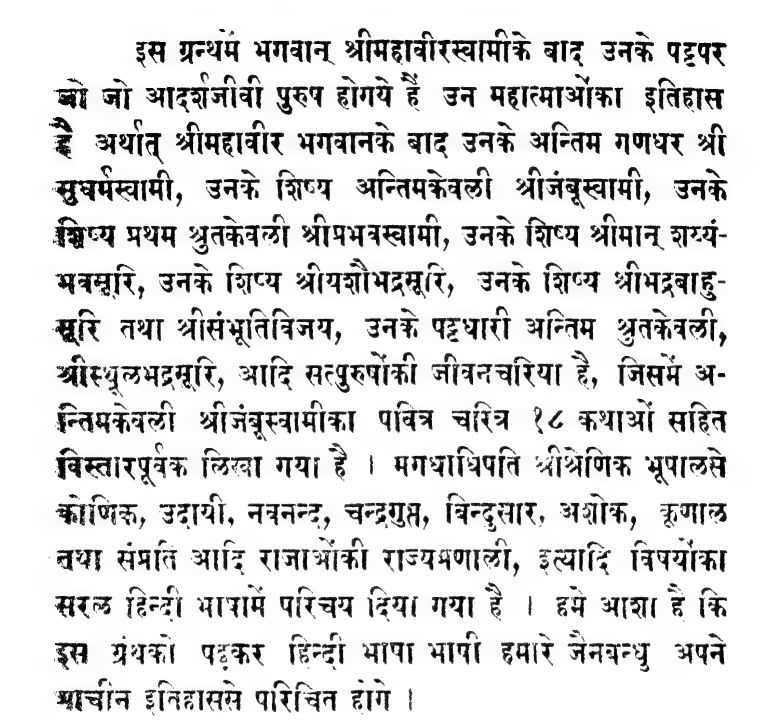 इस ग्रन्थमें भगवान् श्रीमहावीरस्वामीके बाद उनके पट्टपर
जो जो आदर्शजीवी पुरुष होगये हैं उन महात्माओंका इतिहास
है अर्थात् श्रीमहावीर भगवानके बाद उनके अन्तिम गणधर श्री
सुधर्मस्वामी, उनके शिष्य अन्तिमकेवली श्रीजंबूस्वामी, उनके
शिष्य प्रथम श्रुतकेवली श्रीप्रभवस्वामी, उनके शिष्य श्रीमान् शय्यं-
भवसूरि, उनके शिष्य श्रीयशौभद्रसूरि, उनके शिष्य श्रीभद्रबाहु-
सूरि तथा श्रीसंभूतिविजय, उनके पट्टधारी अन्तिम श्रुतकेवली,
श्रीस्थूलभद्रसूरि, आदि सत्पुरुषोंकी जीवनचरिया है, जिसमें अ-
न्तिमकेवली श्रीजंबूस्वामीका पवित्र चरित्र १८ कथाओं सहित
विस्तारपूर्वक लिखा गया है । मगधाधिपति श्रीश्रेणिक भूपालसे
कोणिक, उदायी, नवनन्द, चन्द्रगुप्त, बिन्दुसार, अशोक, कूणाल
तथा संप्रति आदि राजाओंकी राज्यप्रणाली, इत्यादि विषयोंका
सरल हिन्दी भाषामें परिचय दिया गया है । हमे आशा है कि
इस ग्रंथको पढ़कर हिन्दी भाषा भाषी हमारे जैनबन्धु अपने
प्राचीन इतिहाससे परिचित होगे ।